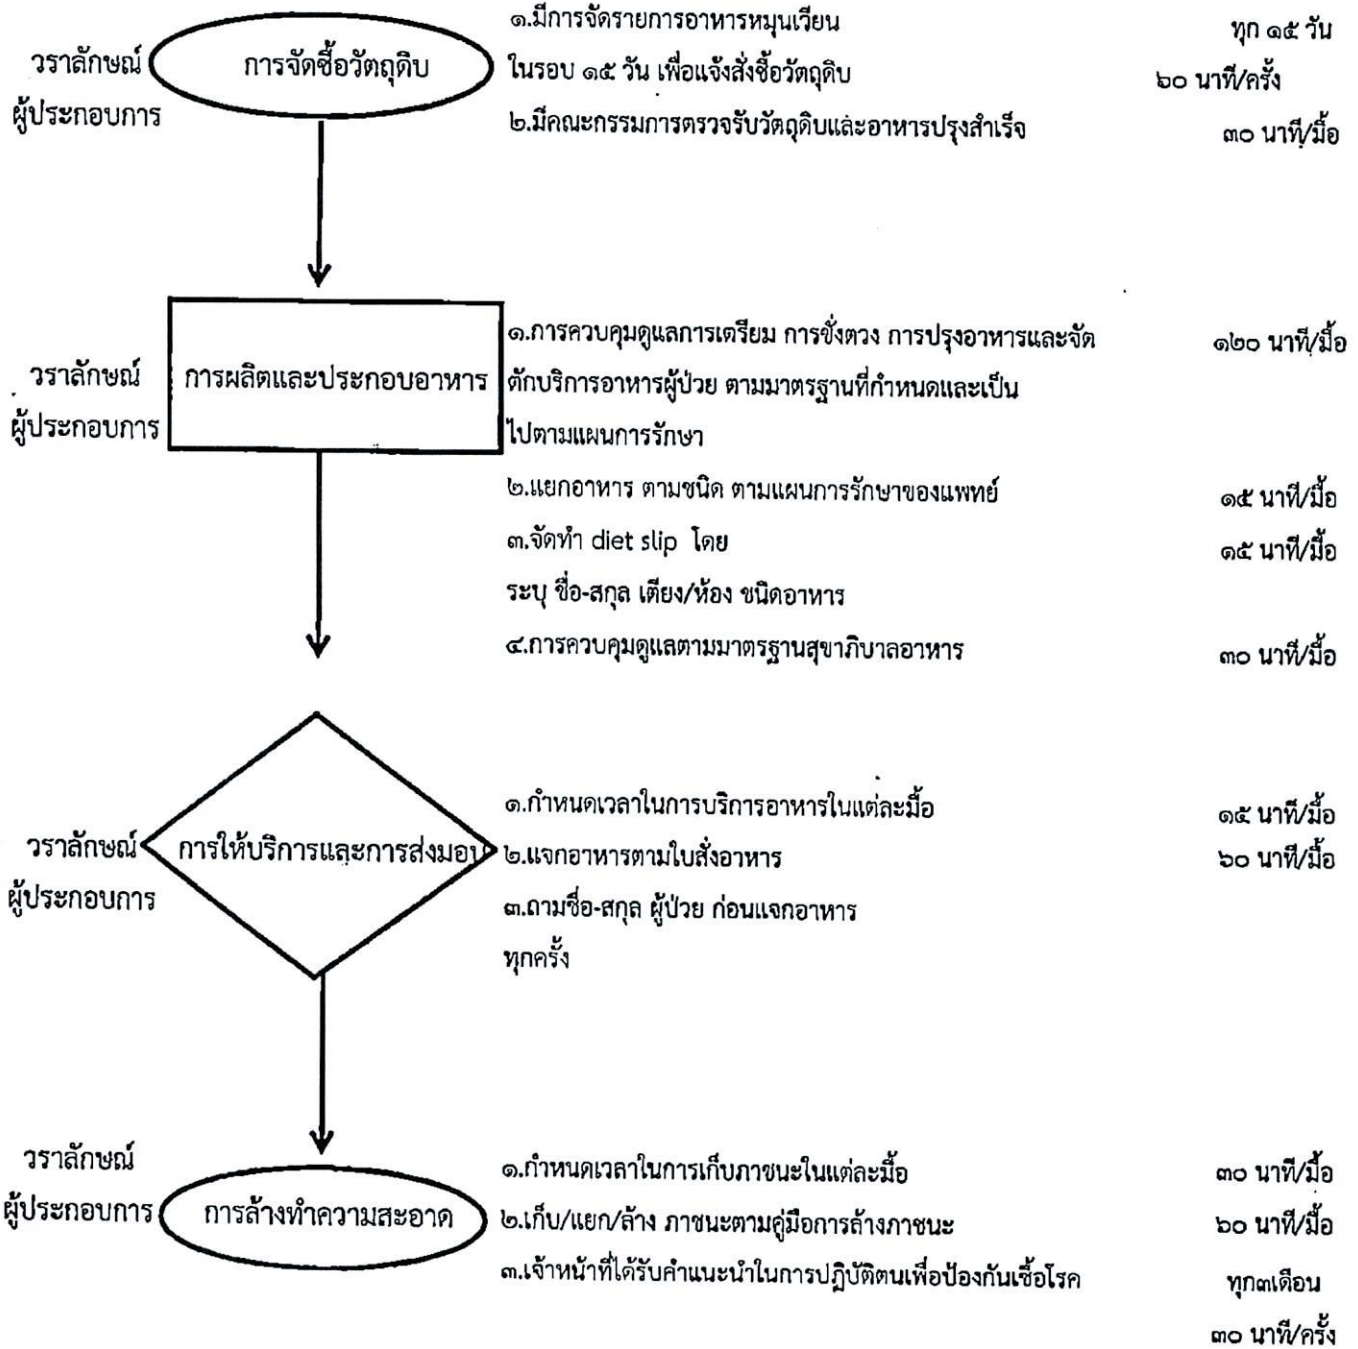 ๑.มีการจัดรายการอาหารหมุนเวียน ทุก ๑๕ วัน
วราลักษณ์ การจัดซื้อวัตถุดิบ ในรอบ ๑๕ วัน เพื่อแจ้งสั่งซื้อวัตถุดิบ ๖๐ นาที/ครั้ง
ผู้ประกอบการ ๒.มีคณะกรรมการตรวจรับวัตถุดิบและอาหารปรุงสำเร็จ ๓๐ นาที/มื้อ
๑.การควบคุมดูแลการเตรียม การชั่งตวง การปรุงอาหารและจัด ๑๒๐ นาที/มื้อ
วราลักษณ์ การผลิตและประกอบอาหาร ตักบริการอาหารผู้ป่วย ตามมาตรฐานที่กำหนดและเป็น
ผู้ประกอบการ ไปตามแผนการรักษา
๒.แยกอาหาร ตามชนิด ตามแผนการรักษาของแพทย์ ๑๕ นาที/มื้อ
๓.จัดทำ diet slip โดย ๑๕ นาที/มื้อ
ระบุ ชื่อ-สกุล เตียง/ห้อง ชนิดอาหาร
๔.การควบคุมดูแลตามมาตรฐานสุขาภิบาลอาหาร ๓๐ นาที/มื้อ
๑.กำหนดเวลาในการบริการอาหารในแต่ละมื้อ ๑๕ นาที/มื้อ
วราลักษณ์ การให้บริการและการส่งมอบ ๒.แจกอาหารตามใบสั่งอาหาร ๖๐ นาที/มื้อ
ผู้ประกอบการ ๓.ถามชื่อ-สกุล ผู้ป่วย ก่อนแจกอาหาร
ทุกครั้ง
วราลักษณ์ ๑.กำหนดเวลาในการเก็บภาชนะในแต่ละมื้อ ๓๐ นาที/มื้อ
ผู้ประกอบการ การล้างทำความสะอาด ๒.เก็บ/แยก/ล้าง ภาชนะตามคู่มือการล้างภาชนะ ๖๐ นาที/มื้อ
๓.เจ้าหน้าที่ได้รับคำแนะนำในการปฏิบัติตนเพื่อป้องกันเชื้อโรค ทุก๓เดือน
๓๐ นาที/ครั้ง